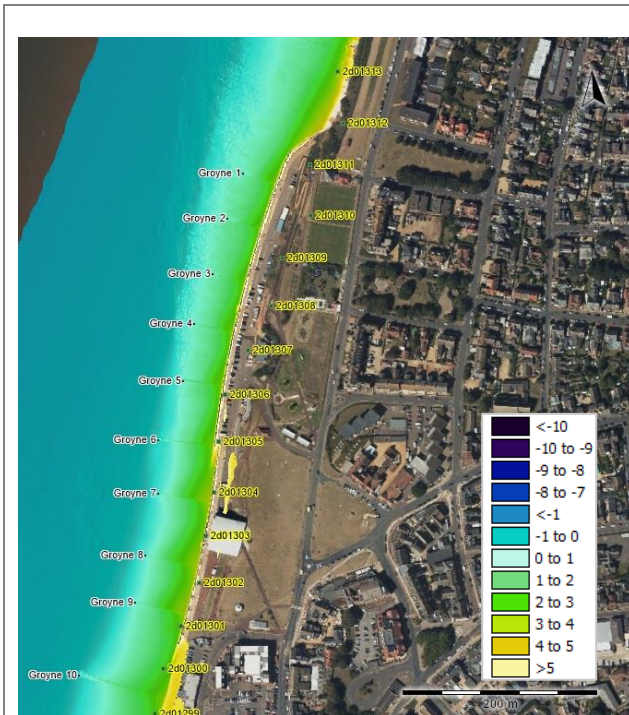 2d01313
2d01312
2d01311
Groyne 1
Groyne 2
2d01310
2d01309
Groyne 3
2d01308
Groyne 4
2d01307
Groyne 5
2d01306
Groyne 6
2d01305
Groyne 7
2d01304
2d01303
Groyne 8
2d01302
Groyne 9
2d01301
2d01300
Groyne 10
2d01299
<-10
-10 to -9
-9 to -8
-8 to -7
<-1
-1 to 0
0 to 1
1 to 2
2 to 3
3 to 4
4 to 5
>5
200 m